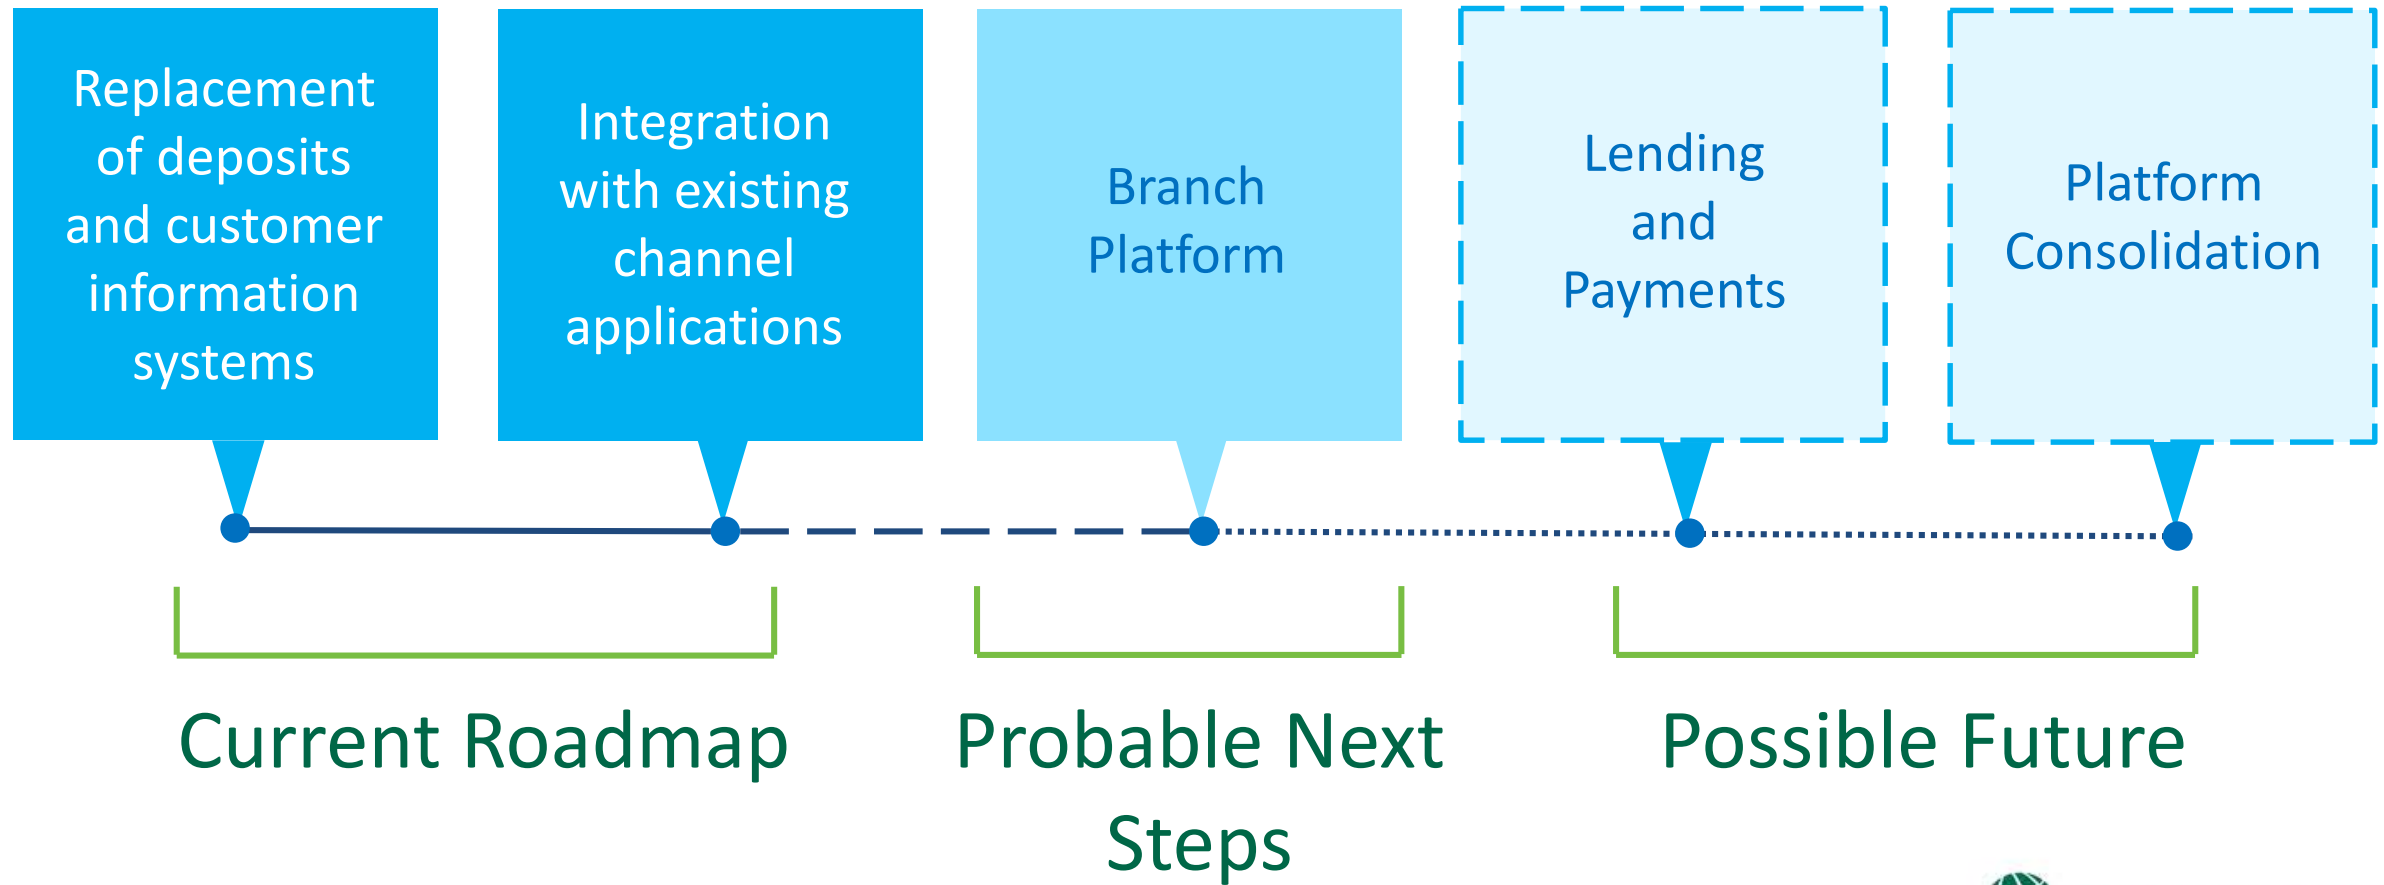 Replacement
of deposits
and customer
information
systems
Integration
with existing
channel
applications
Branch
Platform
Lending
and
Payments
Platform
Consolidation
Current Roadmap
Probable Next
Steps
Possible Future